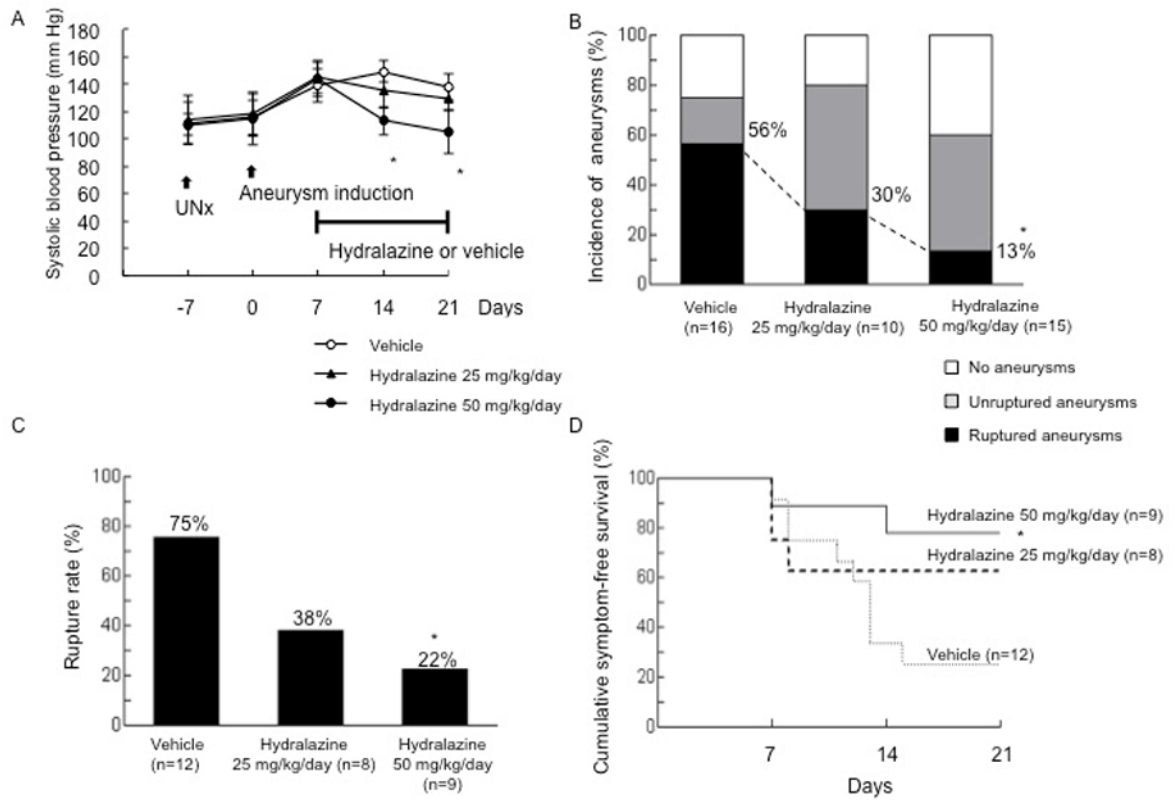 A
Systolic blood pressure (mm Hg)
180
160
140
120
100
80
60
40
20
0
*
*
UNx
Aneurysm induction
Hydralazine or vehicle
-7 0 7 14 21 Days
Vehicle
Hydralazine 25 mg/kg/day
Hydralazine 50 mg/kg/day
B
Incidence of aneurysms (%)
100
80
60
40
20
0
56%
30%
*
13%
Vehicle
(n=16)
Hydralazine
25 mg/kg/day (n=10)
Hydralazine
50 mg/kg/day (n=15)
No aneurysms
Unruptured aneurysms
Ruptured aneurysms
C
Rupture rate (%)
100
80
60
40
20
0
75%
38%
*
22%
Vehicle
(n=12)
Hydralazine
25 mg/kg/day (n=8)
Hydralazine
50 mg/kg/day
(n=9)
D
Cumulative symptom-free survival (%)
100
80
60
40
20
0
Hydralazine 50 mg/kg/day (n=9)
*
Hydralazine 25 mg/kg/day (n=8)
Vehicle (n=12)
7 14 21
Days